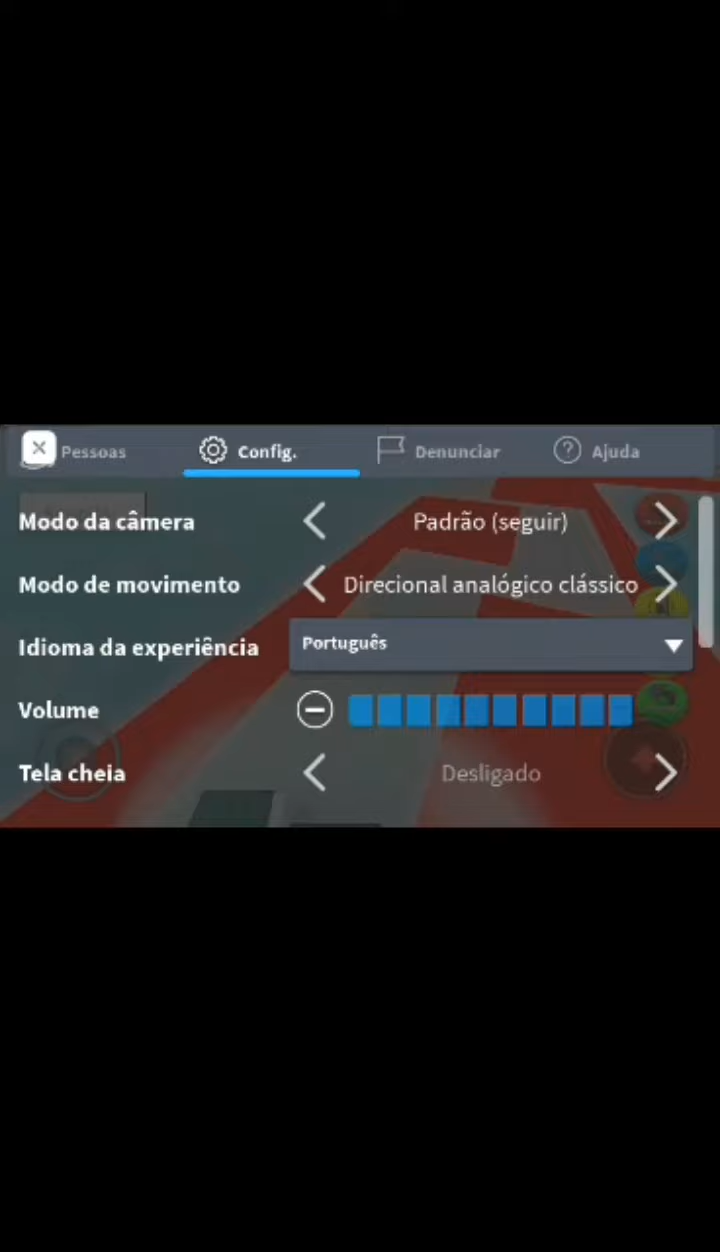 Pessoas
Config.
Denunciar
Ajuda
Modo da câmera
Padrão (seguir)
Modo de movimento
Direcional analógico clássico
Idioma da experiência
Português
Volume
Tela cheia
Desligado